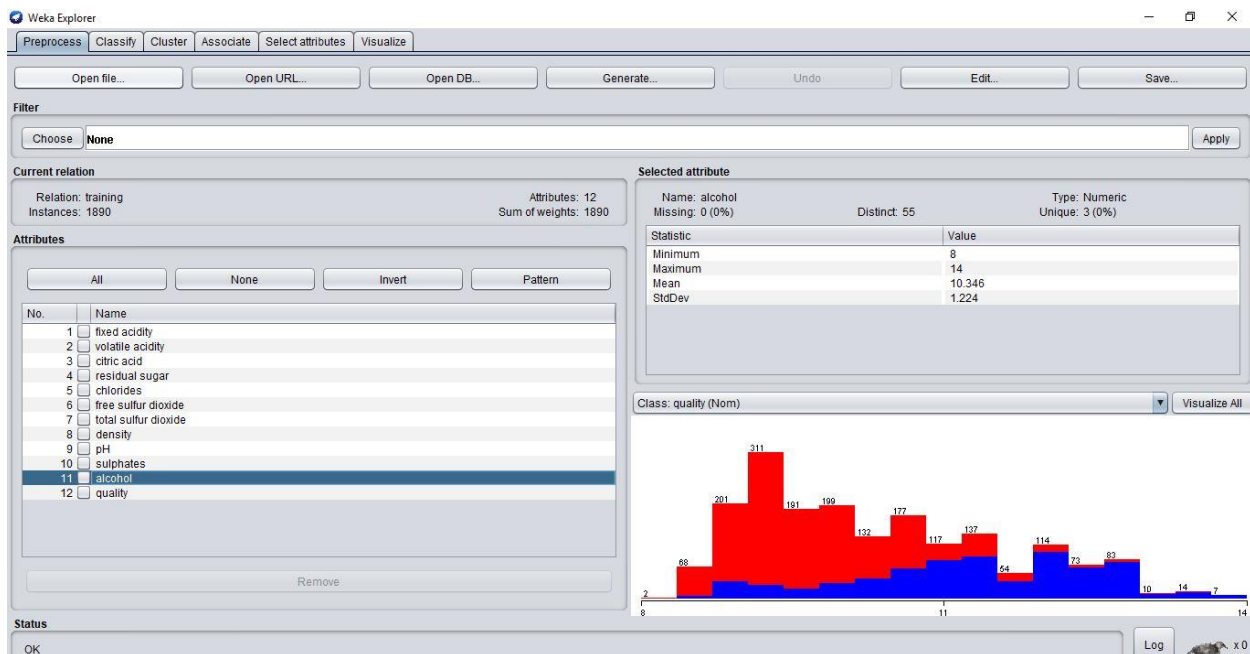 Weka Explorer
Preprocess Classify Cluster Associate Select attributes Visualize
Open file... Open URL... Open DB... Generate... Undo Edit... Save...
Filter
Choose None Apply
Current relation
Relation: training Attributes: 12
Instances: 1890 Sum of weights: 1890
Attributes
All None Invert Pattern
No. Name
1 fixed acidity
2 volatile acidity
3 citric acid
4 residual sugar
5 chlorides
6 free sulfur dioxide
7 total sulfur dioxide
8 density
9 pH
10 sulphates
11 alcohol
12 quality
Remove
Selected attribute
Name: alcohol Type: Numeric
Missing: 0 (0%) Distinct: 55 Unique: 3 (0%)
Statistic Value
Minimum 8
Maximum 14
Mean 10.346
StdDev 1.224
Class: quality (Nom) Visualize All
2 68 201 311 191 199 132 177 117 137 54 114 73 83 10 14 7
8 11 14
Status
OK Log x 0